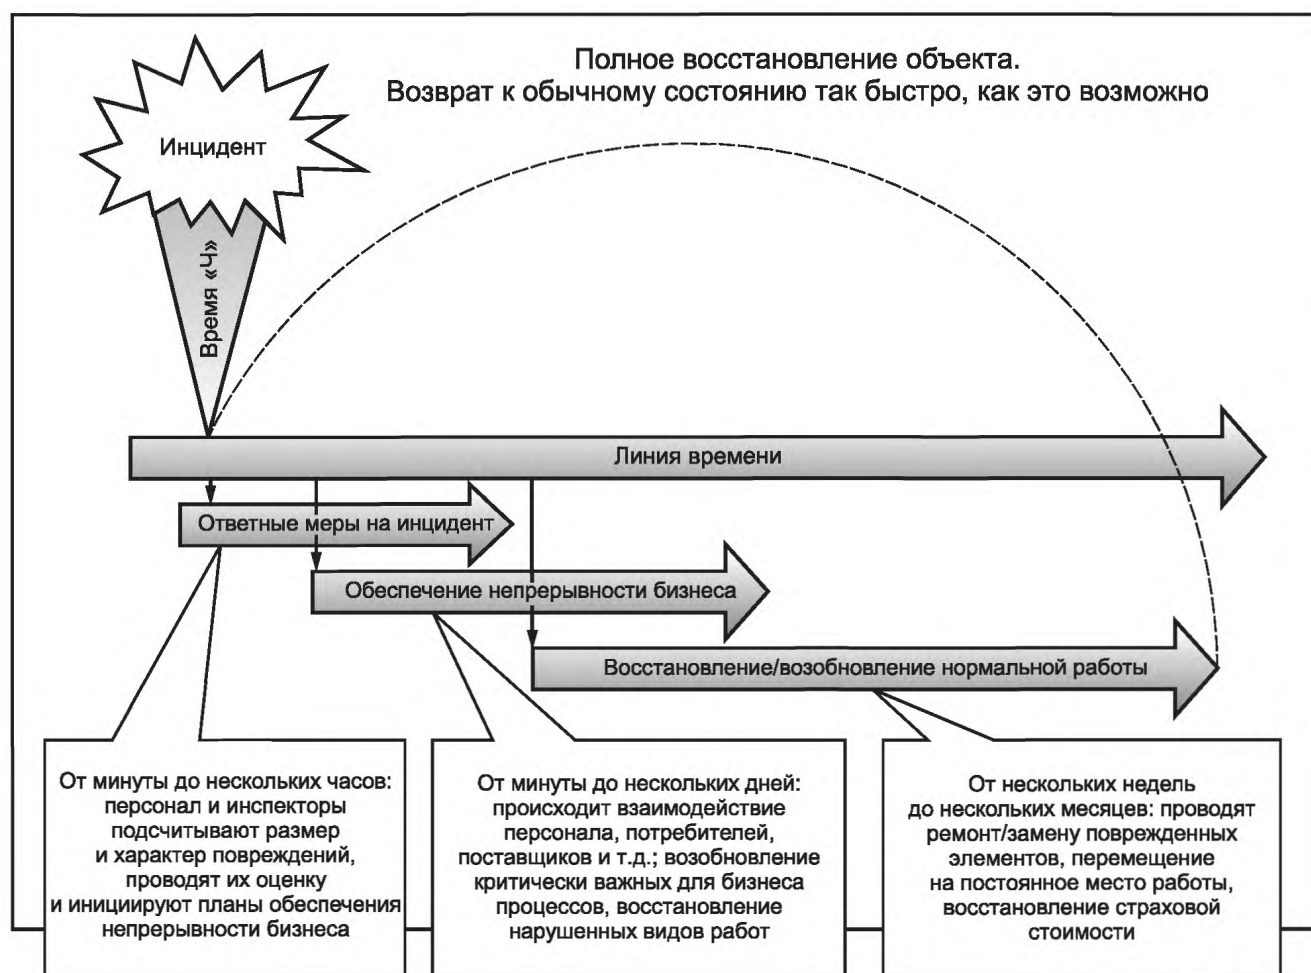 Полное восстановление объекта.
Возврат к обычному состоянию так быстро, как это возможно
Инцидент
Время «Ч»
Линия времени
Ответные меры на инцидент
Обеспечение непрерывности бизнеса
Восстановление/возобновление нормальной работы
От минуты до нескольких часов:
персонал и инспекторы
подсчитывают размер
и характер повреждений,
проводят их оценку
и инициируют планы обеспечения
непрерывности бизнеса
От минуты до нескольких дней:
происходит взаимодействие
персонала, потребителей,
поставщиков и т.д.; возобновление
критически важных для бизнеса
процессов, восстановление
нарушенных видов работ
От нескольких недель
до нескольких месяцев: проводят
ремонт/замену поврежденных
элементов, перемещение
на постоянное место работы,
восстановление страховой
стоимости